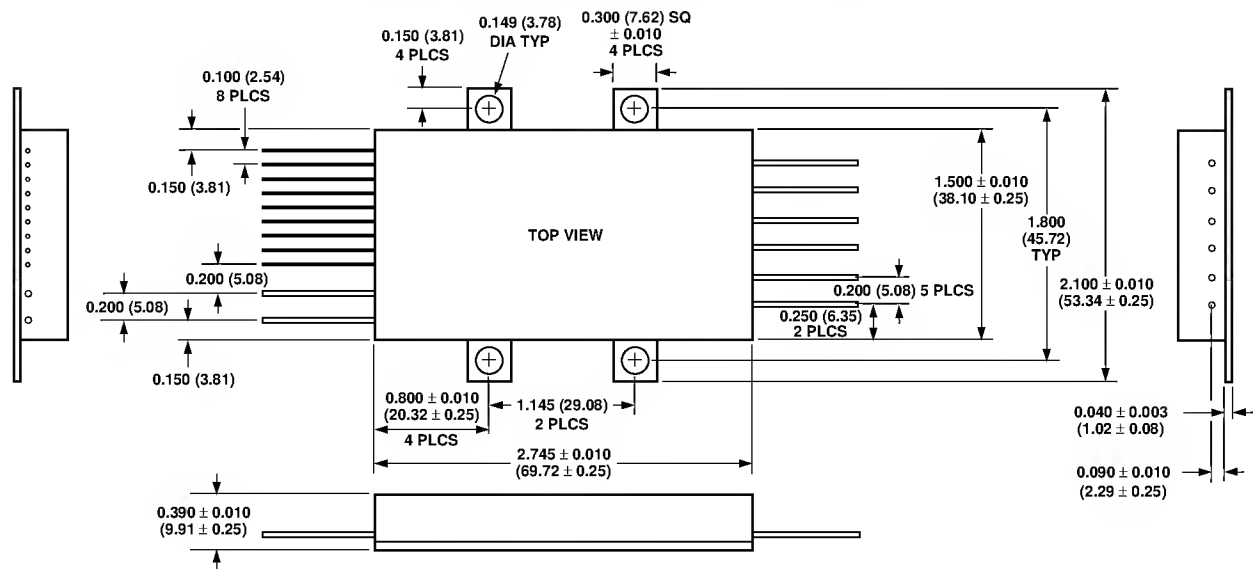 0.150 (3.81)
4 PLCS
0.149 (3.78)
DIA TYP
0.300 (7.62) SQ
± 0.010
4 PLCS
0.100 (2.54)
8 PLCS
0.150 (3.81)
TOP VIEW
1.500 ± 0.010
(38.10 ± 0.25)
1.800
(45.72)
TYP
2.100 ± 0.010
(53.34 ± 0.25)
0.200 (5.08)
0.200 (5.08)
0.200 (5.08) 5 PLCS
0.250 (6.35)
2 PLCS
0.150 (3.81)
0.800 ± 0.010
(20.32 ± 0.25)
4 PLCS
1.145 (29.08)
2 PLCS
0.040 ± 0.003
(1.02 ± 0.08)
2.745 ± 0.010
(69.72 ± 0.25)
0.090 ± 0.010
(2.29 ± 0.25)
0.390 ± 0.010
(9.91 ± 0.25)